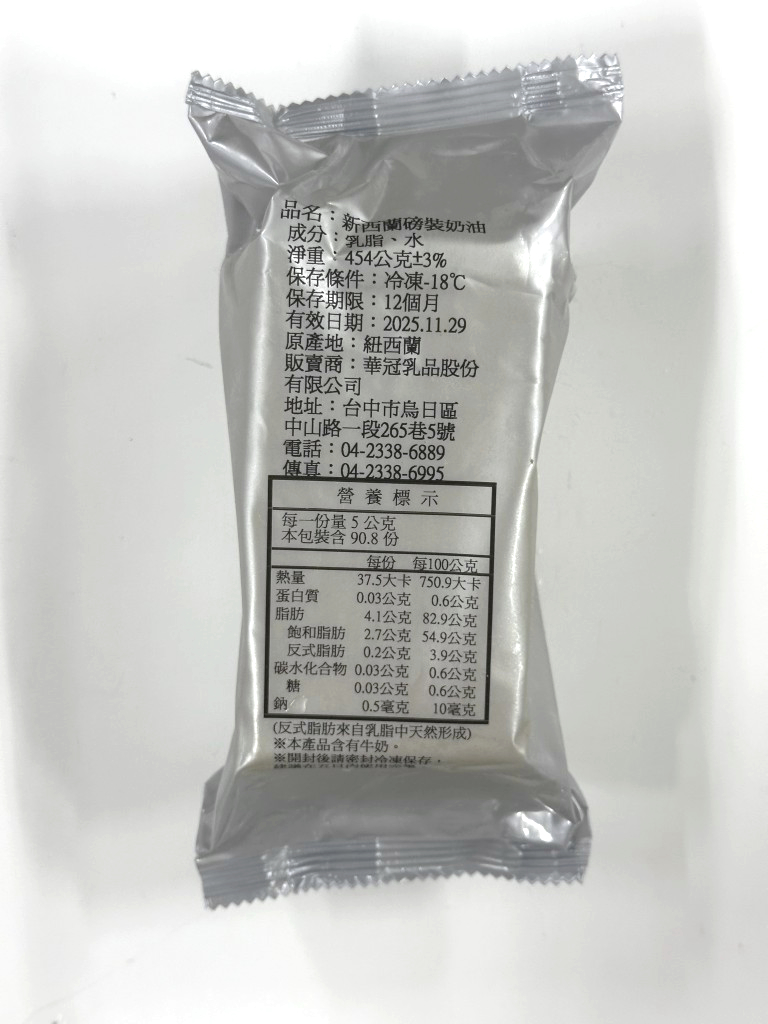 品名：新西蘭磅裝奶油
成分：乳脂、水
淨重：454公克±3%
保存條件：冷凍-18℃
保存期限：12個月
有效日期：2025.11.29
原產地：紐西蘭
販賣商：華冠乳品股份
有限公司
地址：台中市烏日區
中山路一段265巷5號
電話：04-2338-6889
傳真：04-2338-6995
營養標示
每一份量 5 公克
本包裝含 90.8 份
每份 每100公克
熱量 37.5大卡 750.9大卡
蛋白質 0.03公克 0.6公克
脂肪 4.1公克 82.9公克
飽和脂肪 2.7公克 54.9公克
反式脂肪 0.2公克 3.9公克
碳水化合物 0.03公克 0.6公克
糖 0.03公克 0.6公克
鈉 0.5毫克 10毫克
(反式脂肪來自乳脂中天然形成)
※本產品含有牛奶。
※開封後請密封冷凍保存，